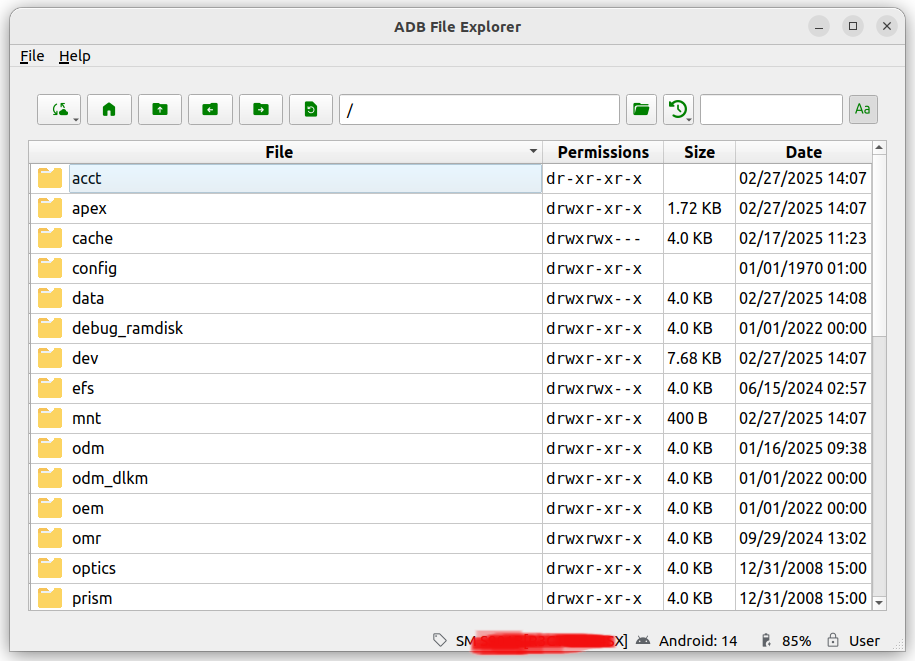 ADB File Explorer
File Help
/ Aa
File Permissions Size Date
acct dr-xr-xr-x 02/27/2025 14:07
apex drwxr-xr-x 1.72 KB 02/27/2025 14:07
cache drwxrwx--- 4.0 KB 02/17/2025 11:23
config drwxr-xr-x 01/01/1970 01:00
data drwxrwx--x 4.0 KB 02/27/2025 14:08
debug_ramdisk drwxr-xr-x 4.0 KB 01/01/2022 00:00
dev drwxr-xr-x 7.68 KB 02/27/2025 14:07
efs drwxrwx--x 4.0 KB 06/15/2024 02:57
mnt drwxr-xr-x 400 B 02/27/2025 14:07
odm drwxr-xr-x 4.0 KB 01/16/2025 09:38
odm_dlkm drwxr-xr-x 4.0 KB 01/01/2022 00:00
oem drwxr-xr-x 4.0 KB 01/01/2022 00:00
omr drwxrwxr-x 4.0 KB 09/29/2024 13:02
optics drwxr-xr-x 4.0 KB 12/31/2008 15:00
prism drwxr-xr-x 4.0 KB 12/31/2008 15:00
SM X] Android: 14 85% User